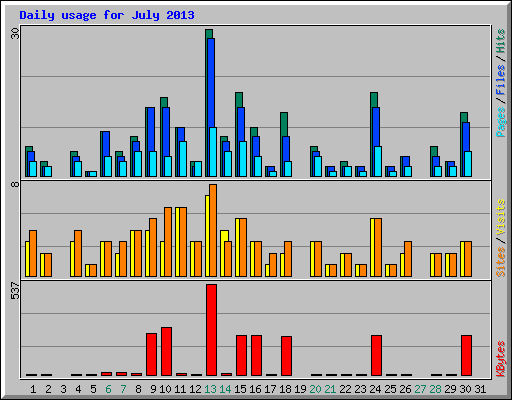 Daily usage for July 2013
30
Pages / Files / Hits
8
Sites / Visits
537
KBytes
1 2 3 4 5 6 7 8 9 10 11 12 13 14 15 16 17 18 19 20 21 22 23 24 25 26 27 28 29 30 31